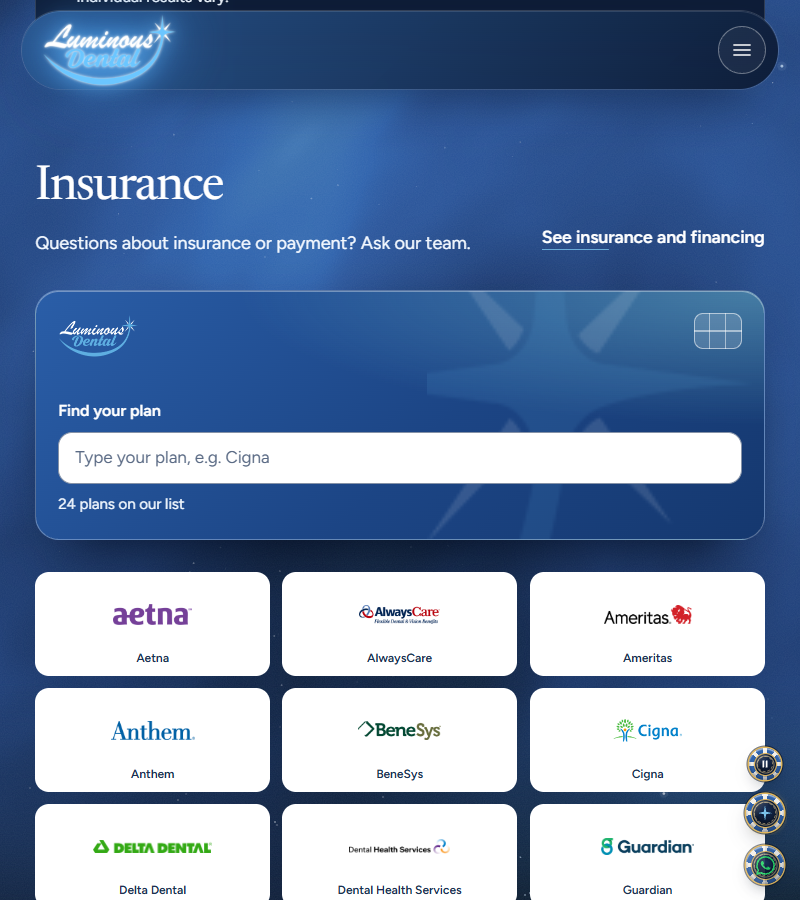 individual results vary.
Luminous
Dental
Insurance
Questions about insurance or payment? Ask our team.
See insurance and financing
Luminous
Dental
Find your plan
Type your plan, e.g. Cigna
24 plans on our list
aetna
Aetna
AlwaysCare
Flexible Dental & Vision Benefits
AlwaysCare
Ameritas
Ameritas
Anthem
Anthem
BeneSys
BeneSys
Cigna
Cigna
DELTA DENTAL
Delta Dental
Dental Health Services
Dental Health Services
Guardian
Guardian